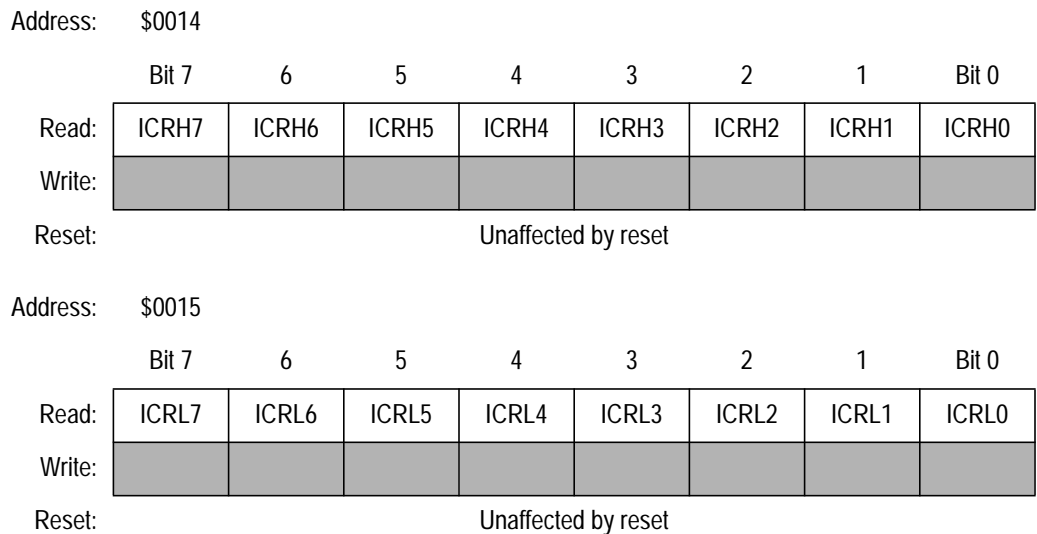 Address: $0014
Bit 7 6 5 4 3 2 1 Bit 0
Read: ICRH7 ICRH6 ICRH5 ICRH4 ICRH3 ICRH2 ICRH1 ICRH0
Write:
Reset: Unaffected by reset
Address: $0015
Bit 7 6 5 4 3 2 1 Bit 0
Read: ICRL7 ICRL6 ICRL5 ICRL4 ICRL3 ICRL2 ICRL1 ICRL0
Write:
Reset: Unaffected by reset